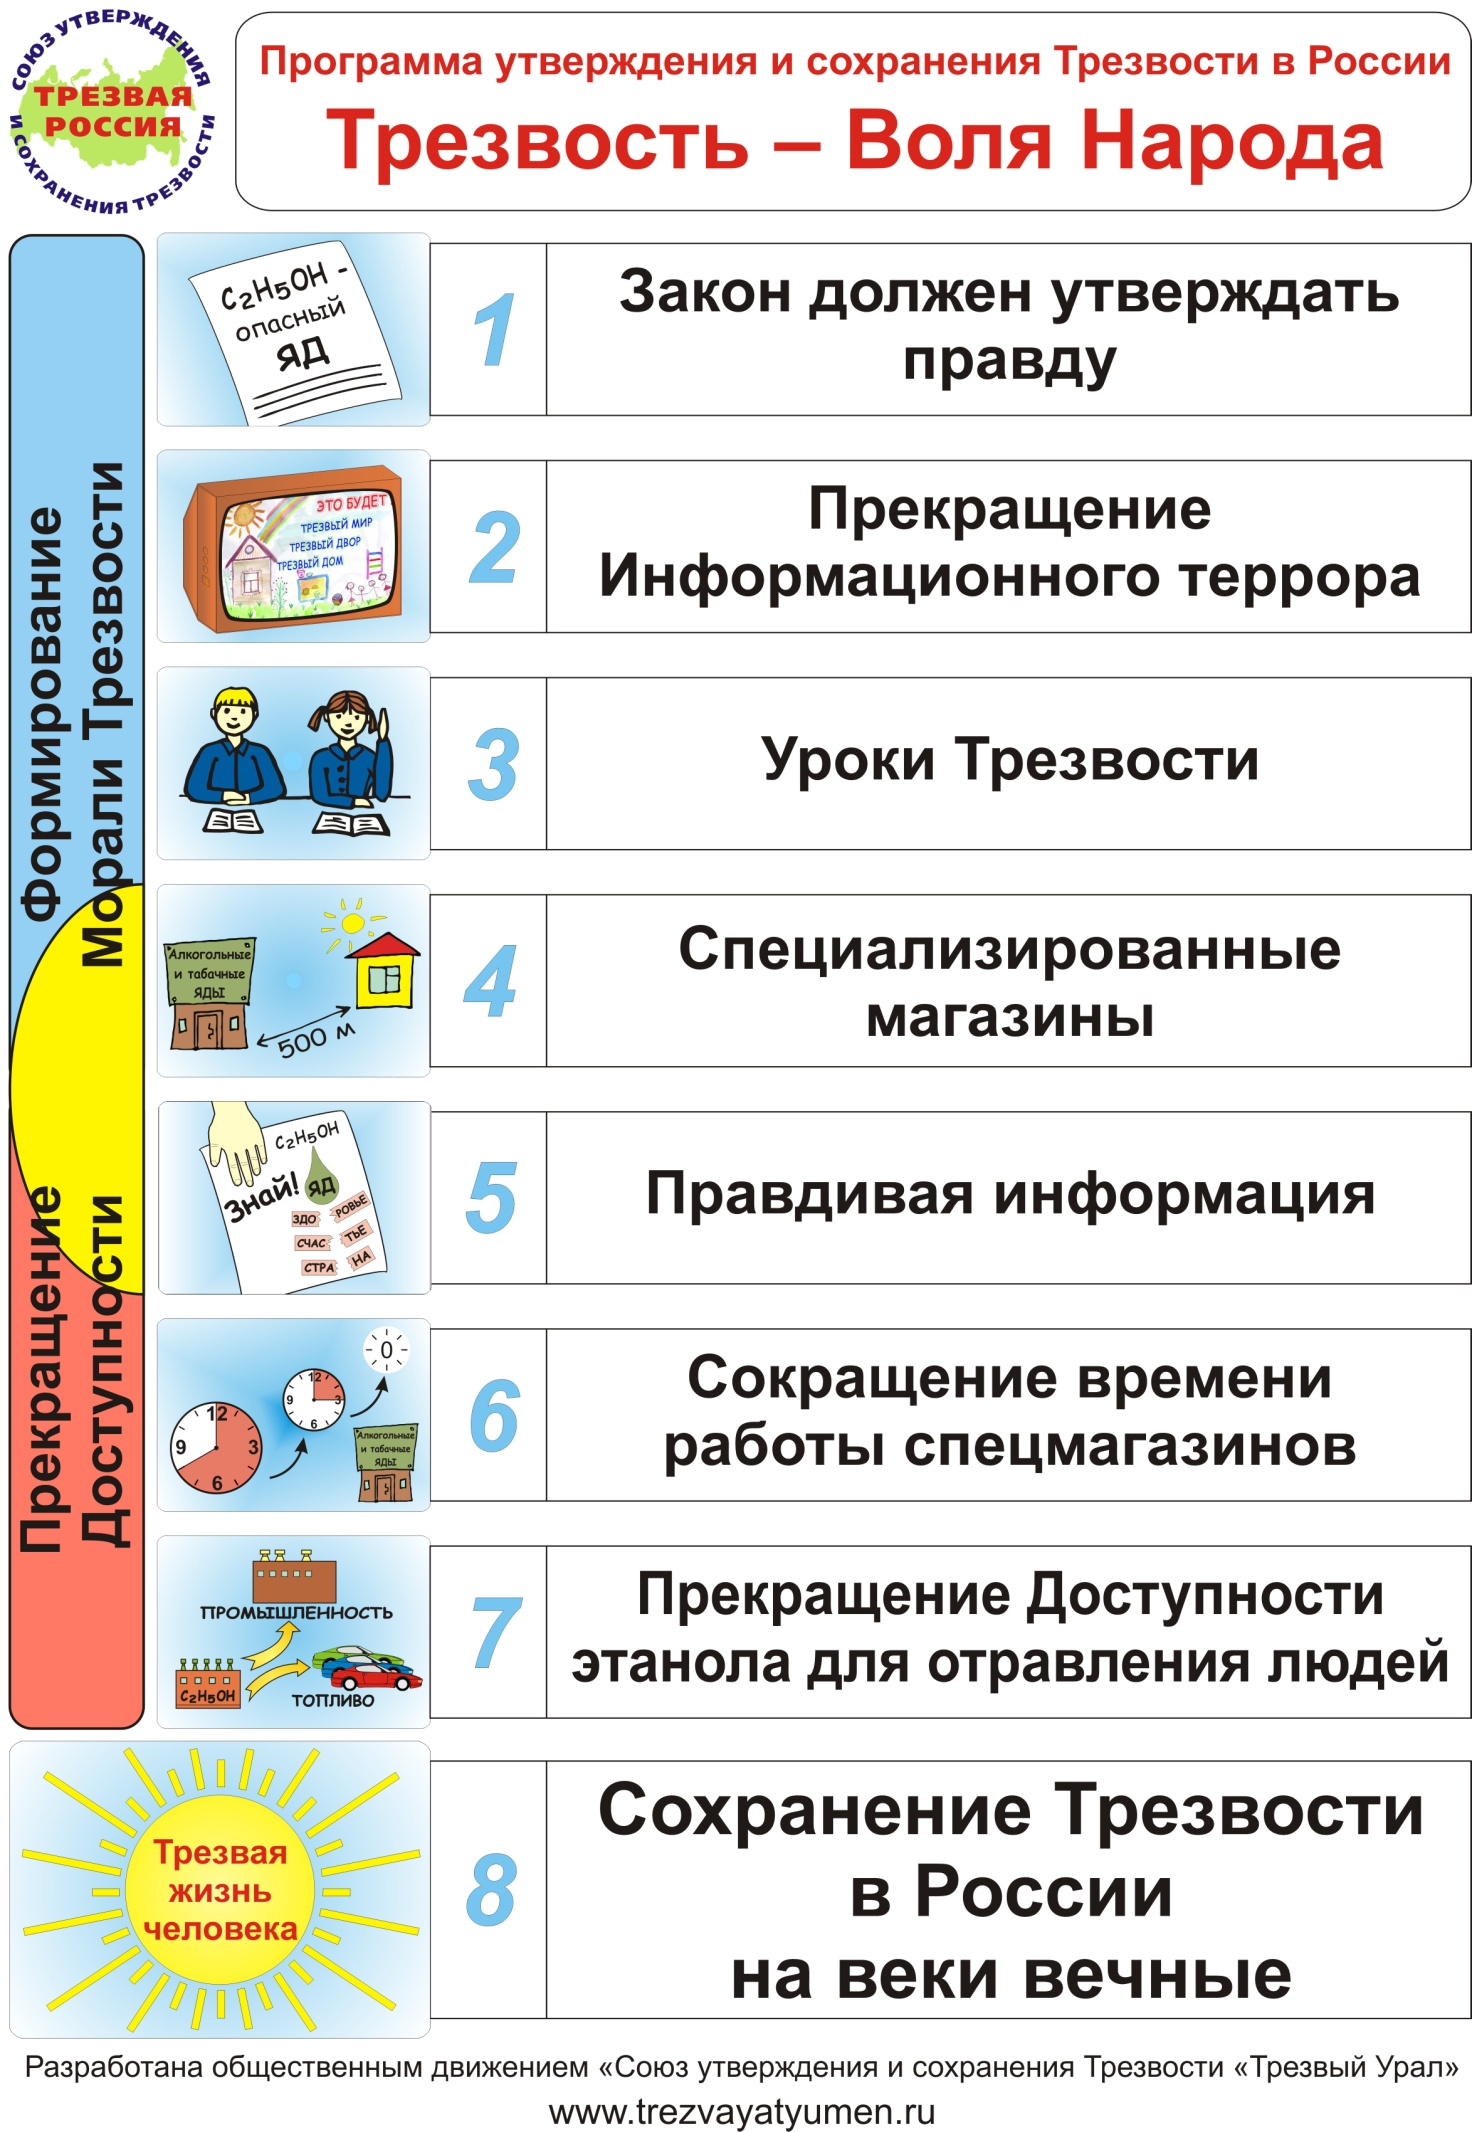 СОЮЗ УТВЕРЖДЕНИЯ
ТРЕЗВАЯ
РОССИЯ
И СОХРАНЕНИЯ ТРЕЗВОСТИ
Программа утверждения и сохранения Трезвости в России
Трезвость – Воля Народа
Формирование
Морали Трезвости
Прекращение
Доступности
C2H5OH -
опасный
ЯД
1
Закон должен утверждать
правду
ЭТО БУДЕТ
ТРЕЗВЫЙ МИР
ТРЕЗВЫЙ ДВОР
ТРЕЗВЫЙ ДОМ
2
Прекращение
Информационного террора
3
Уроки Трезвости
Алкогольные
и табачные
ЯДЫ
500 м
4
Специализированные
магазины
C2H5OH
Знай! ЯД
ЗДО РОВЬЕ
СЧАС ТЬЕ
СТРА НА
5
Правдивая информация
12
9 3
6
12
9 3
6
0
Алкогольные
и табачные
ЯДЫ
6
Сокращение времени
работы спецмагазинов
ПРОМЫШЛЕННОСТЬ
C2H5OH
ТОПЛИВО
7
Прекращение Доступности
этанола для отравления людей
Трезвая
жизнь
человека
8
Сохранение Трезвости
в России
на веки вечные
Разработана общественным движением «Союз утверждения и сохранения Трезвости «Трезвый Урал»
www.trezvayatyumen.ru